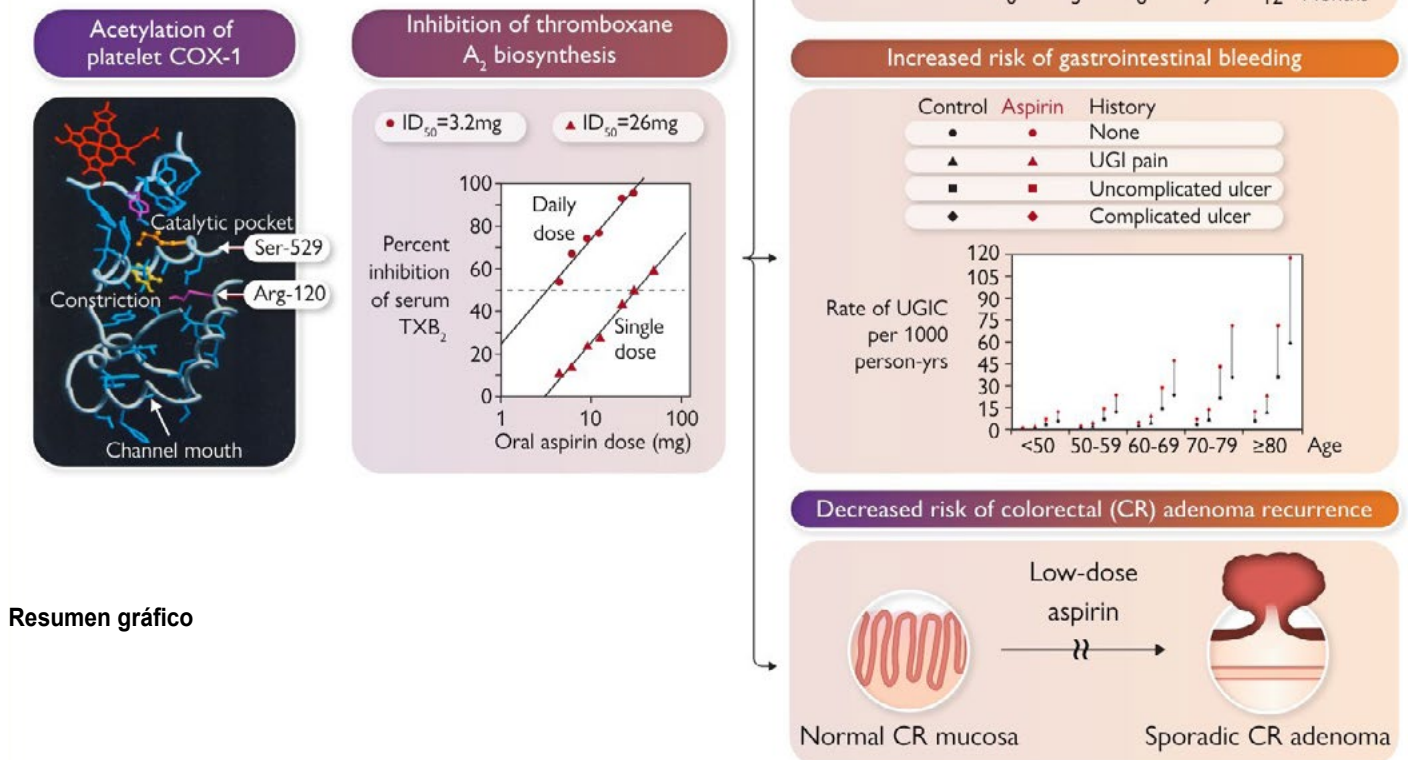 Acetylation of
platelet COX-1
Catalytic pocket
Ser-529
Constriction
Arg-120
Channel mouth
Inhibition of thromboxane
A₂ biosynthesis
ID₅₀=3.2mg
ID₅₀=26mg
Percent
inhibition
of serum
TXB₂
100
80
60
40
20
0
Daily
dose
Single
dose
1 10 100
Oral aspirin dose (mg)
12
Increased risk of gastrointestinal bleeding
Control Aspirin History
None
UGI pain
Uncomplicated ulcer
Complicated ulcer
Rate of UGIC
per 1000
person-yrs
120
105
90
75
60
45
30
15
0
<50 50-59 60-69 70-79 ≥80 Age
Decreased risk of colorectal (CR) adenoma recurrence
Low-dose
aspirin
Normal CR mucosa
Sporadic CR adenoma
Resumen gráfico